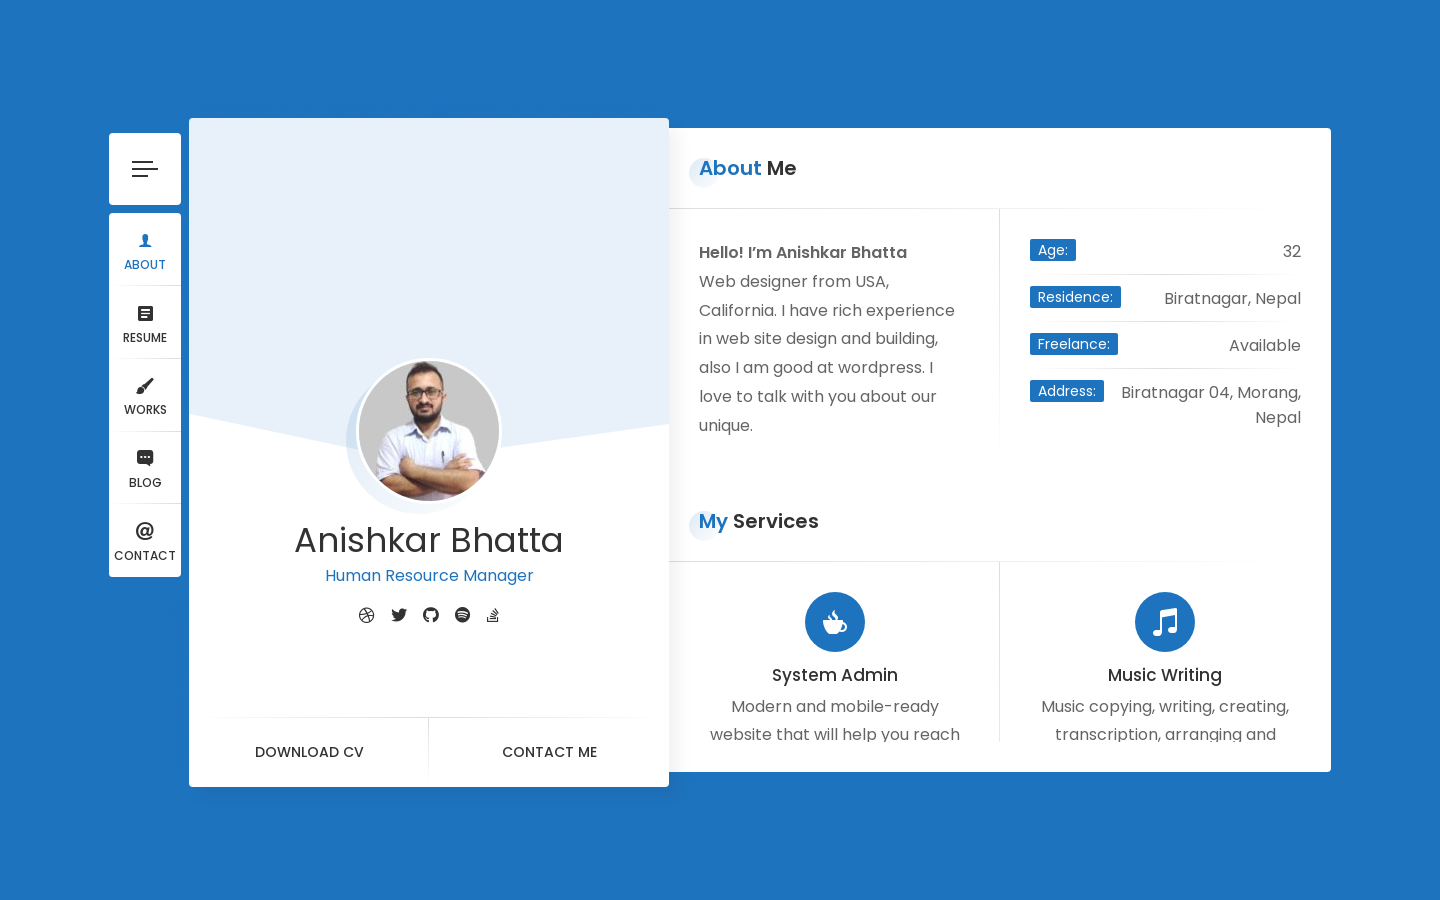 ABOUT
RESUME
WORKS
BLOG
CONTACT
Anishkar Bhatta
Human Resource Manager
DOWNLOAD CV
CONTACT ME
About Me
Hello! I’m Anishkar Bhatta
Web designer from USA,
California. I have rich experience
in web site design and building,
also I am good at wordpress. I
love to talk with you about our
unique.
Age: 32
Residence: Biratnagar, Nepal
Freelance: Available
Address: Biratnagar 04, Morang,
Nepal
My Services
System Admin
Modern and mobile-ready
website that will help you reach
Music Writing
Music copying, writing, creating,
transcription, arranging and